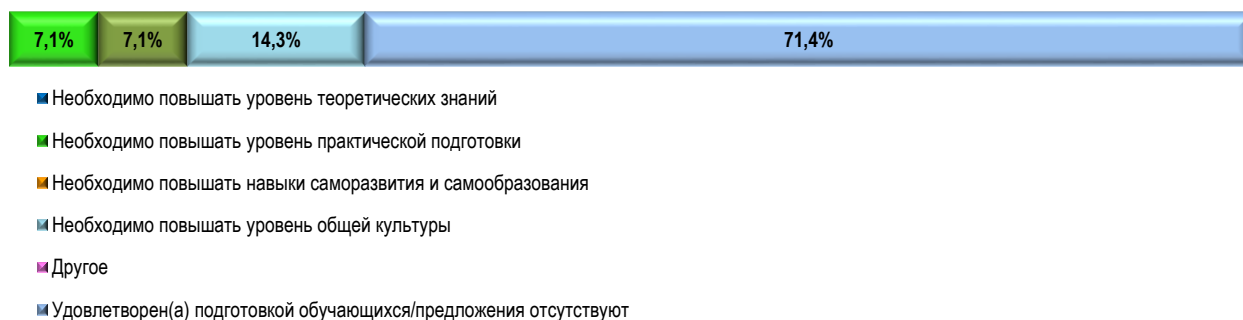 7,1% 7,1% 14,3% 71,4%
Необходимо повышать уровень теоретических знаний
Необходимо повышать уровень практической подготовки
Необходимо повышать навыки саморазвития и самообразования
Необходимо повышать уровень общей культуры
Другое
Удовлетворен(а) подготовкой обучающихся/предложения отсутствуют